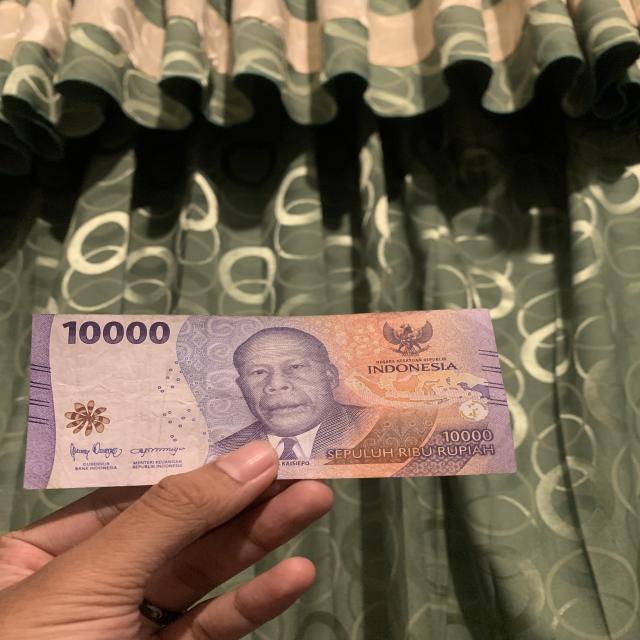 10000
NEGARA KESATUAN REPUBLIK
INDONESIA
10000
SEPULUH RIBU RUPIAH
GUBERNUR
BANK INDONESIA
MENTERI KEUANGAN
REPUBLIK INDONESIA
KAISIEPO